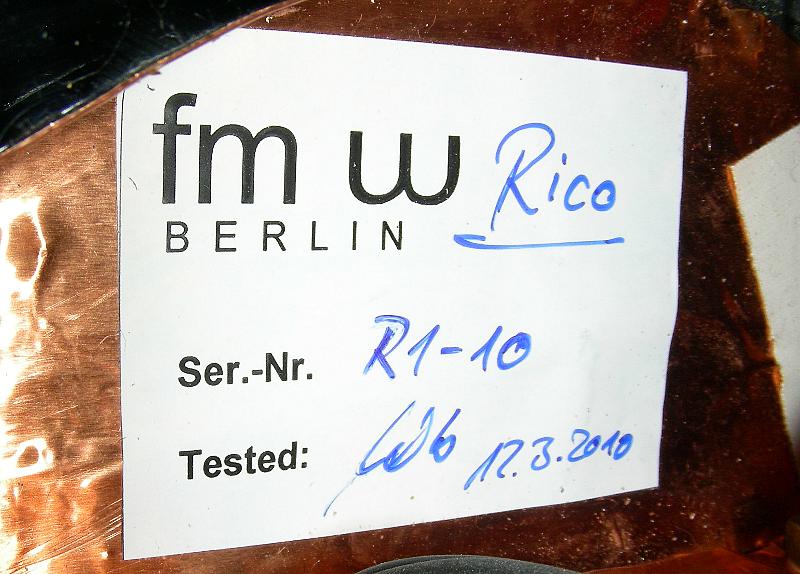 fm w Rico
BERLIN
Ser.-Nr. R1-10
Tested: 12.3.2010